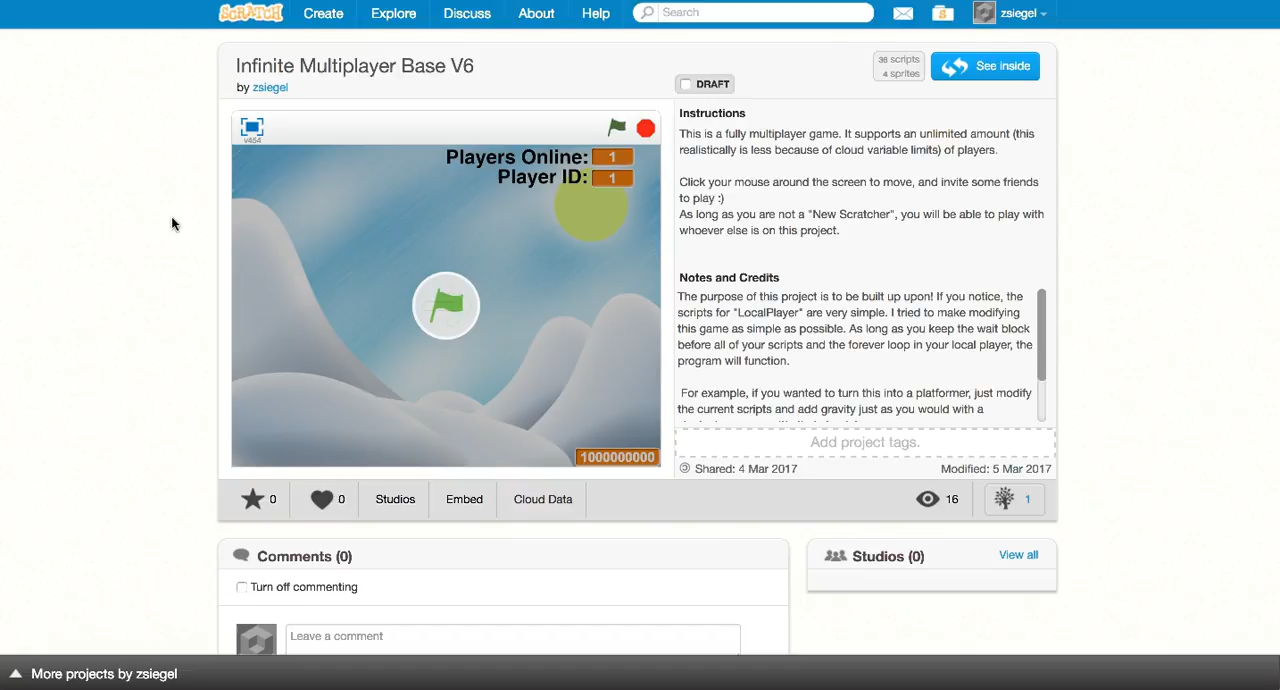 SCRATCH Create Explore Discuss About Help Search S zsiegel
Infinite Multiplayer Base V6
by zsiegel
36 scripts
4 sprites
See inside
DRAFT
v454
Players Online: 1
Player ID: 1
1000000000
Instructions
This is a fully multiplayer game. It supports an unlimited amount (this
realistically is less because of cloud variable limits) of players.
Click your mouse around the screen to move, and invite some friends
to play :)
As long as you are not a "New Scratcher", you will be able to play with
whoever else is on this project.
Notes and Credits
The purpose of this project is to be built up upon! If you notice, the
scripts for "LocalPlayer" are very simple. I tried to make modifying
this game as simple as possible. As long as you keep the wait block
before all of your scripts and the forever loop in your local player, the
program will function.
For example, if you wanted to turn this into a platformer, just modify
the current scripts and add gravity just as you would with a
Add project tags.
Shared: 4 Mar 2017 Modified: 5 Mar 2017
0 0 Studios Embed Cloud Data 16 1
Comments (0)
Turn off commenting
Leave a comment
Studios (0) View all
More projects by zsiegel